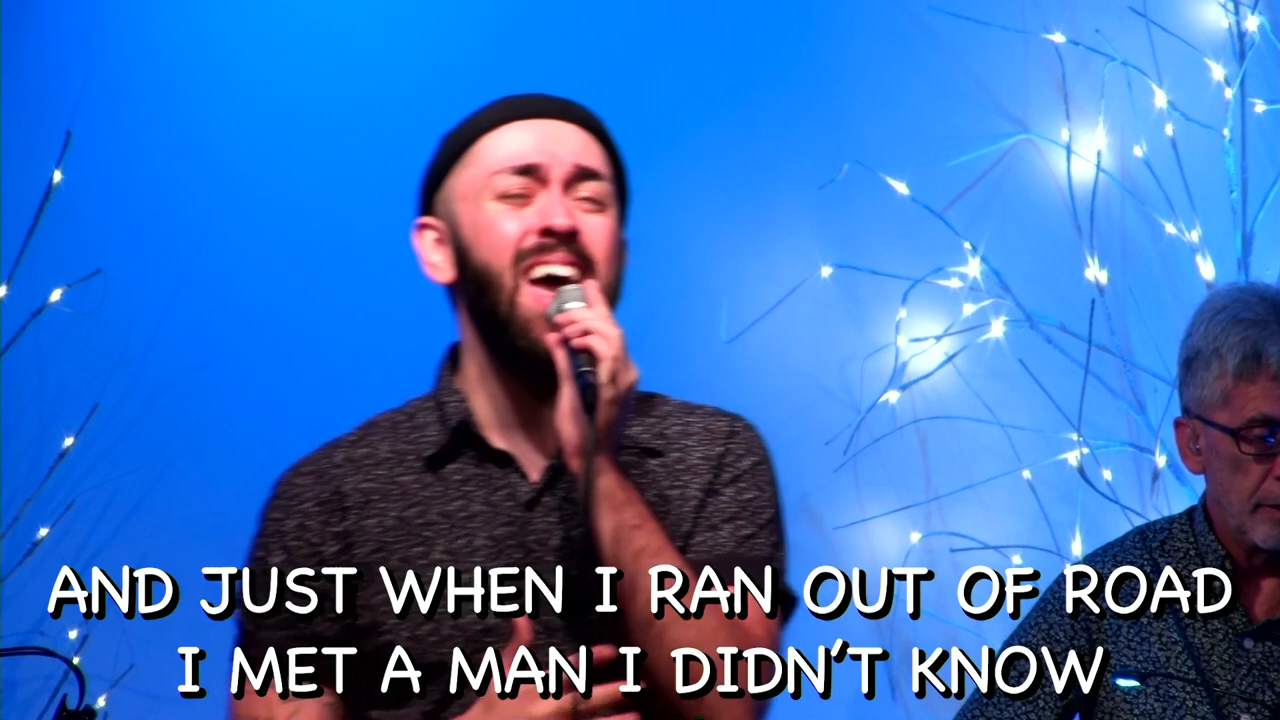 AND JUST WHEN I RAN OUT OF ROAD
I MET A MAN I DIDN'T KNOW